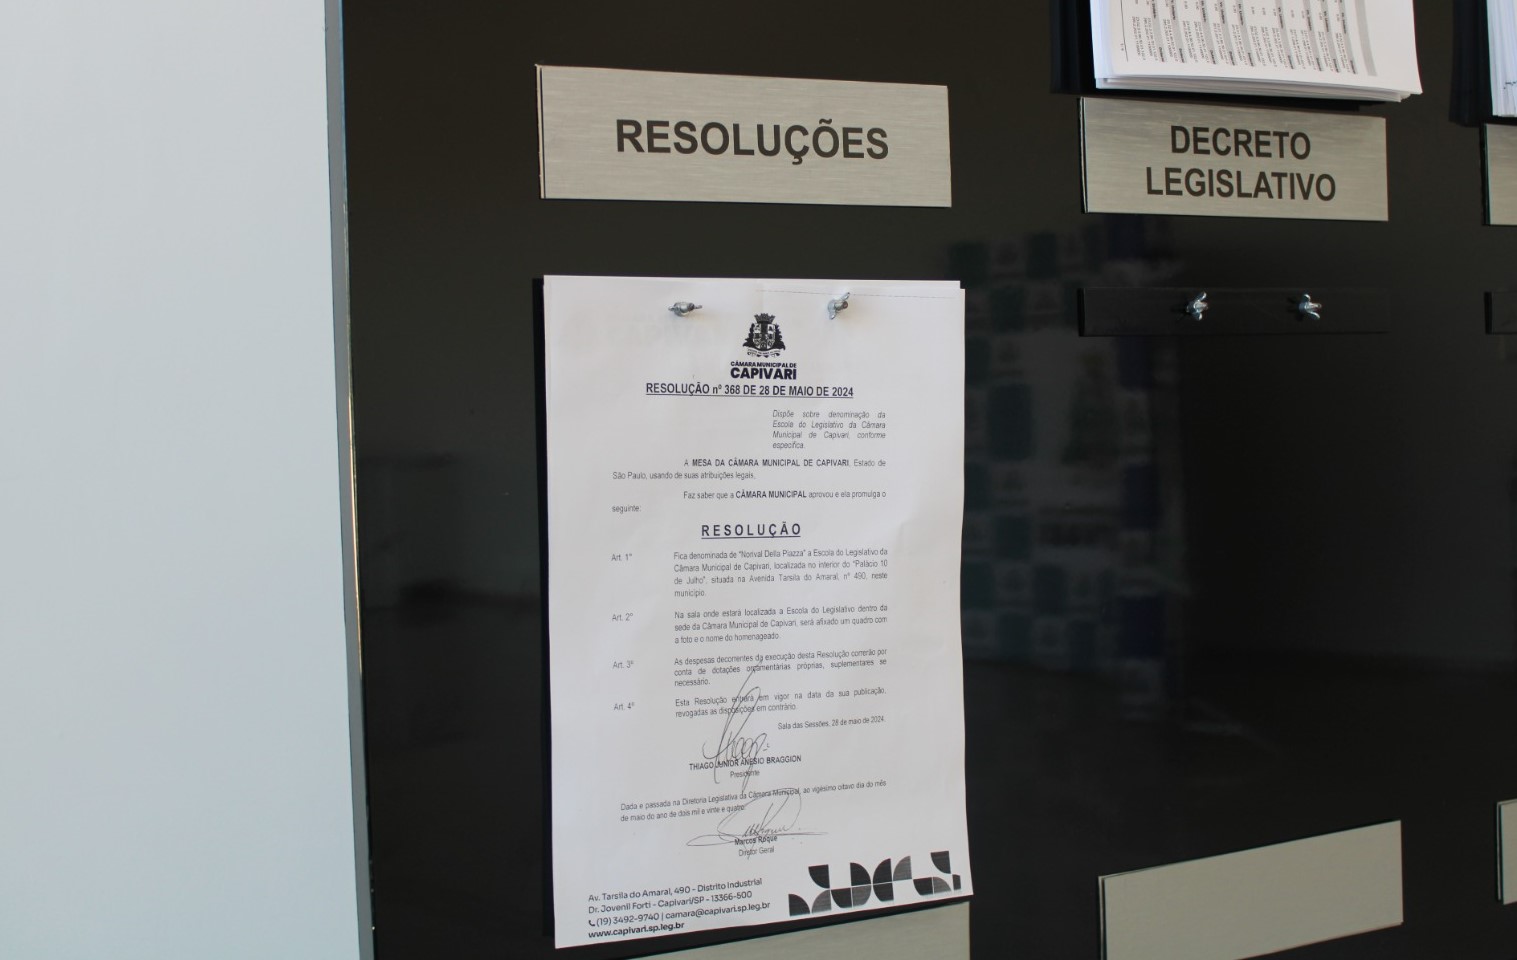 RESOLUÇÕES
DECRETO
LEGISLATIVO
CÂMARA MUNICIPAL DE
CAPIVARI
RESOLUÇÃO nº 368 DE 28 DE MAIO DE 2024
Dispõe sobre denominação da
Escola do Legislativo da Câmara
Municipal de Capivari, conforme
especifica.
A MESA DA CÂMARA MUNICIPAL DE CAPIVARI, Estado de
São Paulo, usando de suas atribuições legais,
Faz saber que a CÂMARA MUNICIPAL aprovou e ela promulga o
seguinte:
RESOLUÇÃO
Art. 1º Fica denominada de "Norival Della Piazza" a Escola do Legislativo da
Câmara Municipal de Capivari, localizada no interior do "Palácio 10
de Julho", situada na Avenida Tarsila do Amaral, nº 490, neste
município.
Art. 2º Na sala onde estará localizada a Escola do Legislativo dentro da
sede da Câmara Municipal de Capivari, será afixado um quadro com
a foto e o nome do homenageado.
Art. 3º As despesas decorrentes da execução desta Resolução correrão por
conta de dotações orçamentárias próprias, suplementares se
necessário.
Art. 4º Esta Resolução entrará em vigor na data da sua publicação,
revogadas as disposições em contrário.
Sala das Sessões, 28 de maio de 2024.
THIAGO JUNIOR ANESIO BRAGGION
Presidente
Dada e passada na Diretoria Legislativa da Câmara Municipal, ao vigésimo oitavo dia do mês
de maio do ano de dois mil e vinte e quatro.
Marcos Roque
Diretor Geral
Av. Tarsila do Amaral, 490 - Distrito Industrial
Dr. Jovenil Forti - Capivari/SP - 13366-500
(19) 3492-9740 | camara@capivari.sp.leg.br
www.capivari.sp.leg.br